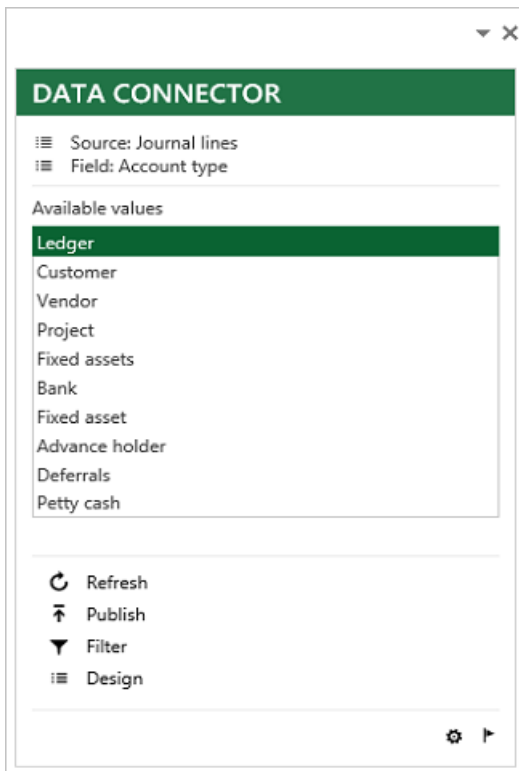 DATA CONNECTOR
Source: Journal lines
Field: Account type
Available values
Ledger
Customer
Vendor
Project
Fixed assets
Bank
Fixed asset
Advance holder
Deferrals
Petty cash
Refresh
Publish
Filter
Design